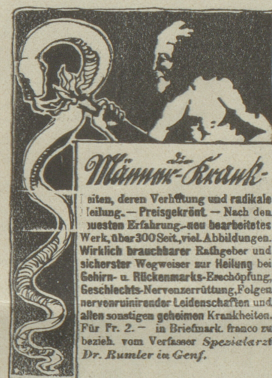 die
Männer-Krank-
heiten, deren Verhütung und radikale
Heilung. — Preisgekrönt. — Nach den
neuesten Erfahrung. neu bearbeitetes
Werk, über 300 Seit., viel. Abbildungen.
Wirklich brauchbarer Rathgeber und
sicherster Wegweiser zur Heilung bei
Gehirn- u. Rückenmarks-Erschöpfung,
Geschlechts-Nervenzerrüttung, Folgen
nervenruinirender Leidenschaften und
allen sonstigen geheimen Krankheiten.
Für Fr. 2. — in Briefmark. franco zu
bezieh. vom Verfasser Spezialarzt
Dr. Rumler in Genf.